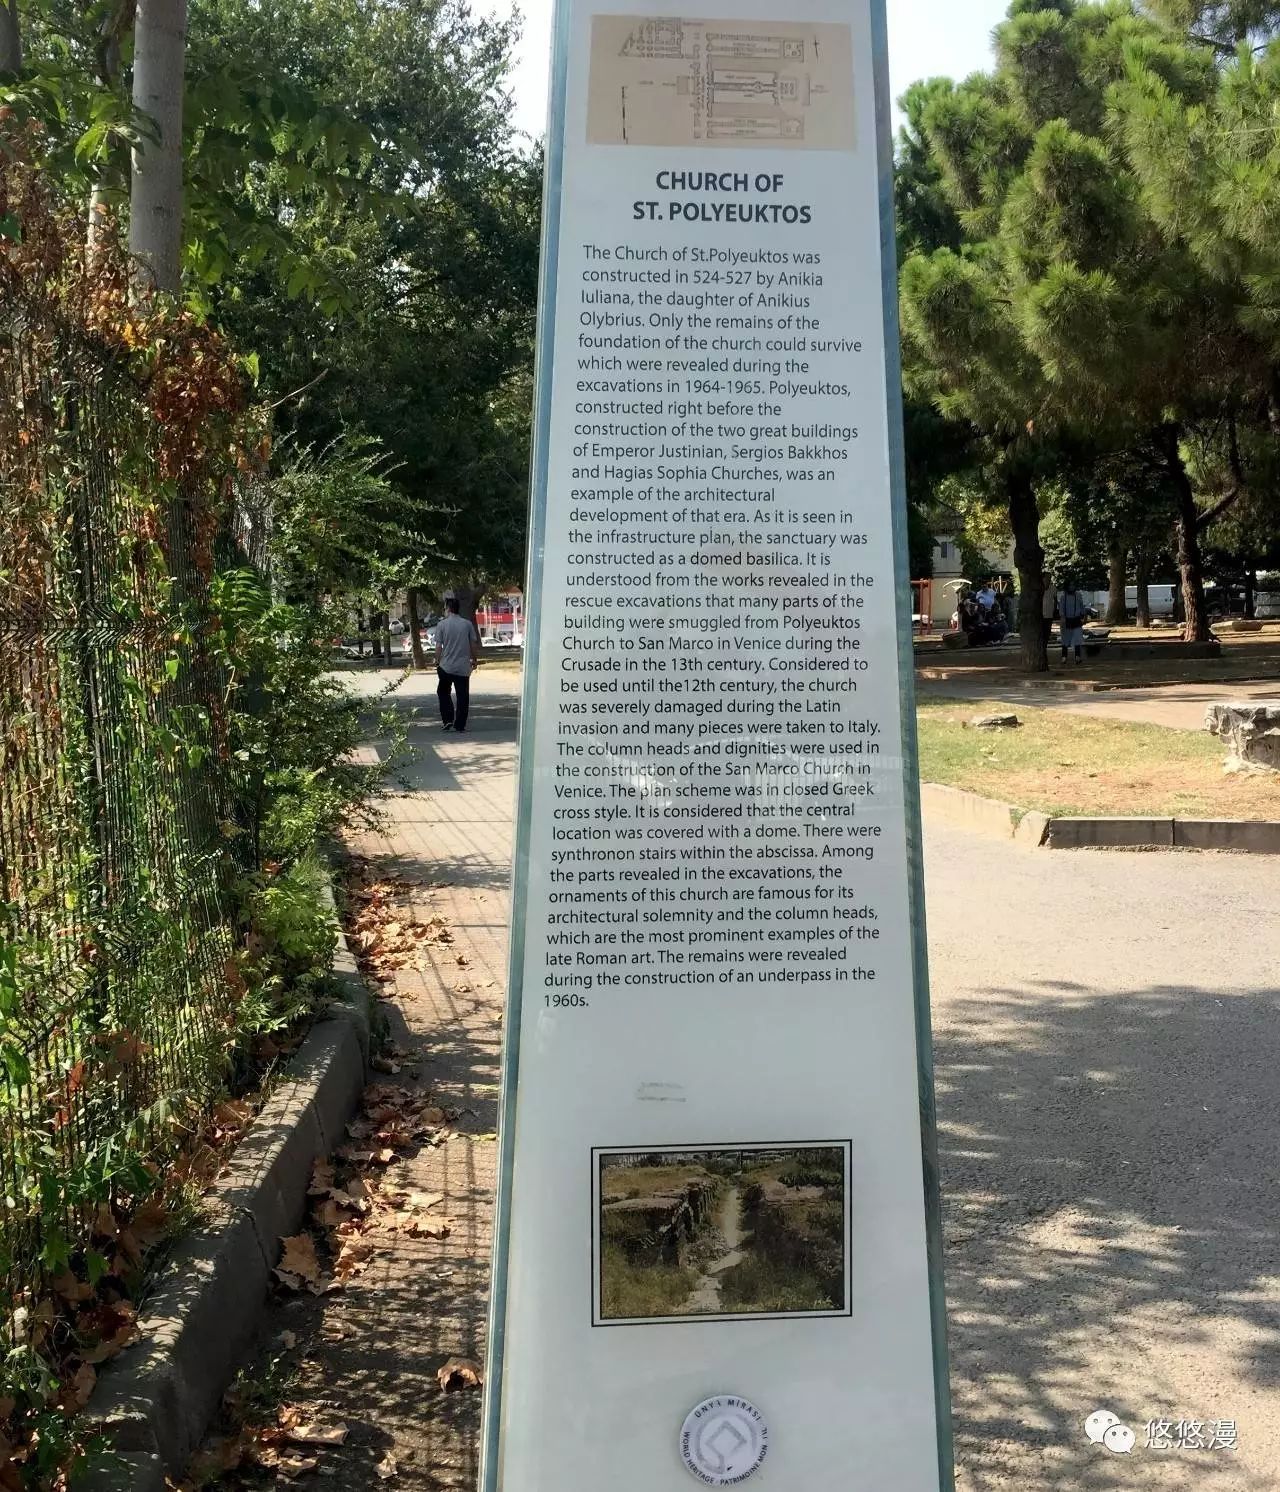 CHURCH OF
ST. POLYEUKTOS
The Church of St.Polyeuktos was
constructed in 524-527 by Anikia
Iuliana, the daughter of Anikius
Olybrius. Only the remains of the
foundation of the church could survive
which were revealed during the
excavations in 1964-1965. Polyeuktos,
constructed right before the
construction of the two great buildings
of Emperor Justinian, Sergios Bakkhos
and Hagias Sophia Churches, was an
example of the architectural
development of that era. As it is seen in
the infrastructure plan, the sanctuary was
constructed as a domed basilica. It is
understood from the works revealed in the
rescue excavations that many parts of the
building were smuggled from Polyeuktos
Church to San Marco in Venice during the
Crusade in the 13th century. Considered to
be used until the12th century, the church
was severely damaged during the Latin
invasion and many pieces were taken to Italy.
The column heads and dignities were used in
the construction of the San Marco Church in
Venice. The plan scheme was in closed Greek
cross style. It is considered that the central
location was covered with a dome. There were
synthronon stairs within the abscissa. Among
the parts revealed in the excavations, the
ornaments of this church are famous for its
architectural solemnity and the column heads,
which are the most prominent examples of the
late Roman art. The remains were revealed
during the construction of an underpass in the
1960s.
MİRASI
WORLD HERITAGE · PATRIMOINE MON
悠悠漫